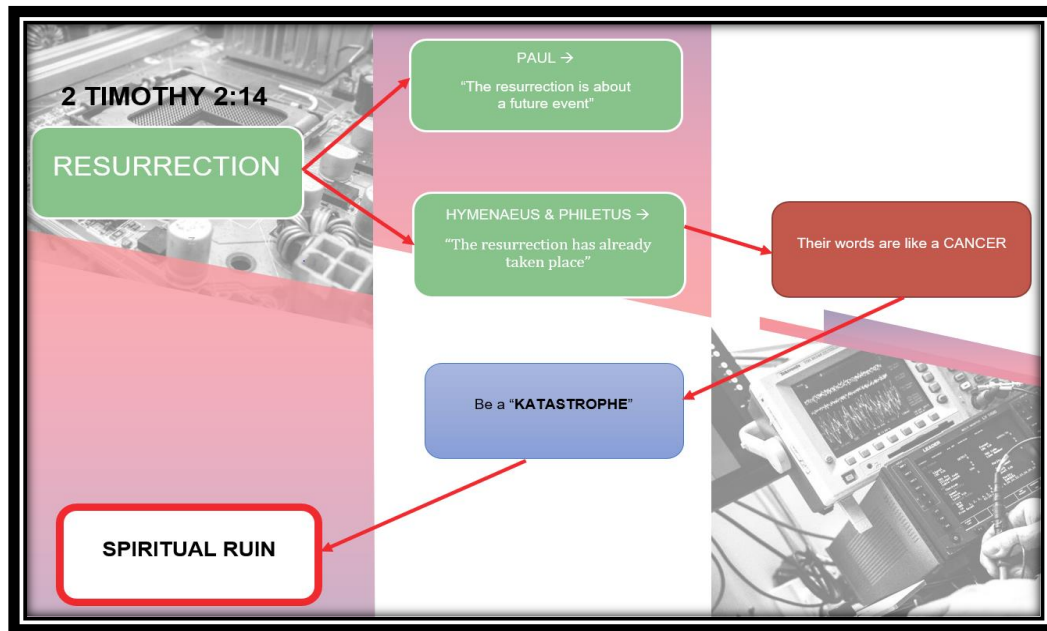 2 TIMOTHY 2:14
RESURRECTION
PAUL →
“The resurrection is about
a future event”
HYMENAEUS & PHILETUS →
“The resurrection has already
taken place”
Their words are like a CANCER
Be a “KATASTROPHE”
SPIRITUAL RUIN
LEADER